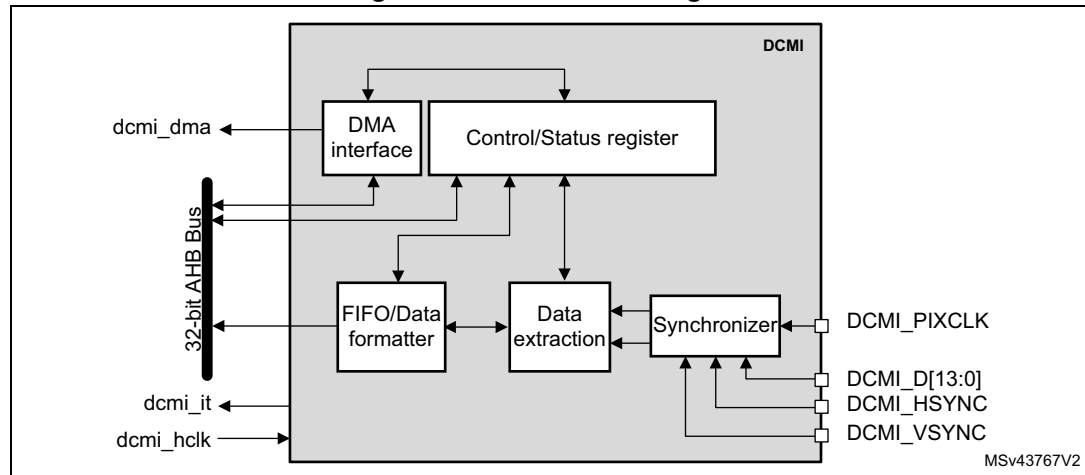 DCMI
dcmi_dma
DMA
interface
Control/Status register
32-bit AHB Bus
FIFO/Data
formatter
Data
extraction
Synchronizer
DCMI_PIXCLK
DCMI_D[13:0]
DCMI_HSYNC
DCMI_VSYNC
dcmi_it
dcmi_hclk
MSv43767V2